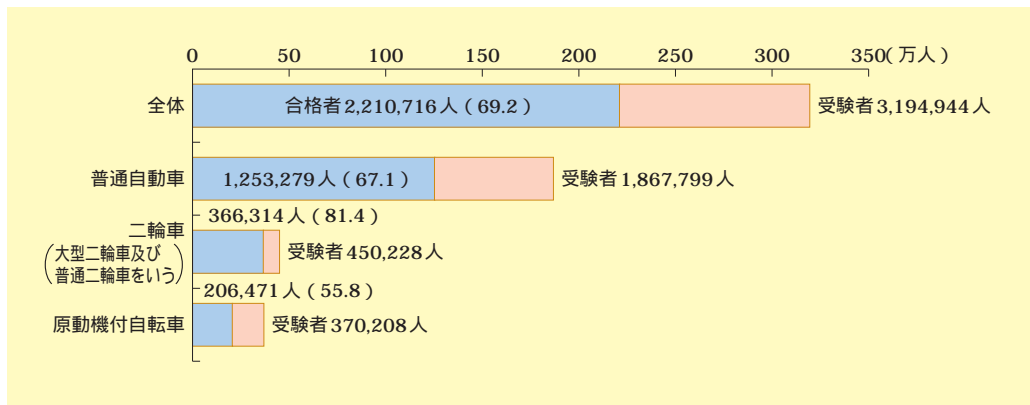 0 50 100 150 200 250 300 350(万人)
全体 合格者2,210,716人(69.2) 受験者3,194,944人
普通自動車 1,253,279人(67.1) 受験者1,867,799人
366,314人(81.4)
二輪車
(大型二輪車及び
普通二輪車をいう)
受験者450,228人
206,471人(55.8)
原動機付自転車 受験者370,208人